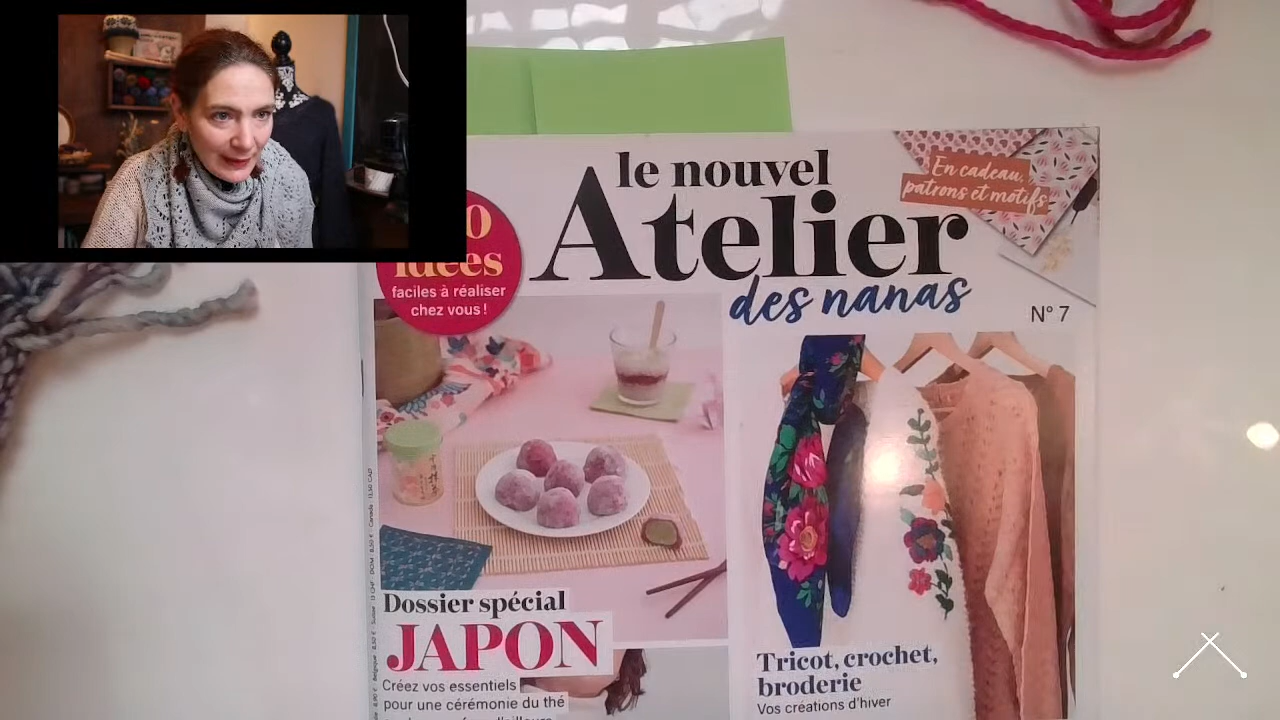 le nouvel
Atelier
des nanas
N° 7
En cadeau,
patrons et motifs
idées
faciles à réaliser
chez vous !
Dossier spécial
JAPON
Créez vos essentiels
pour une cérémonie du thé
Tricot, crochet,
broderie
Vos créations d'hiver